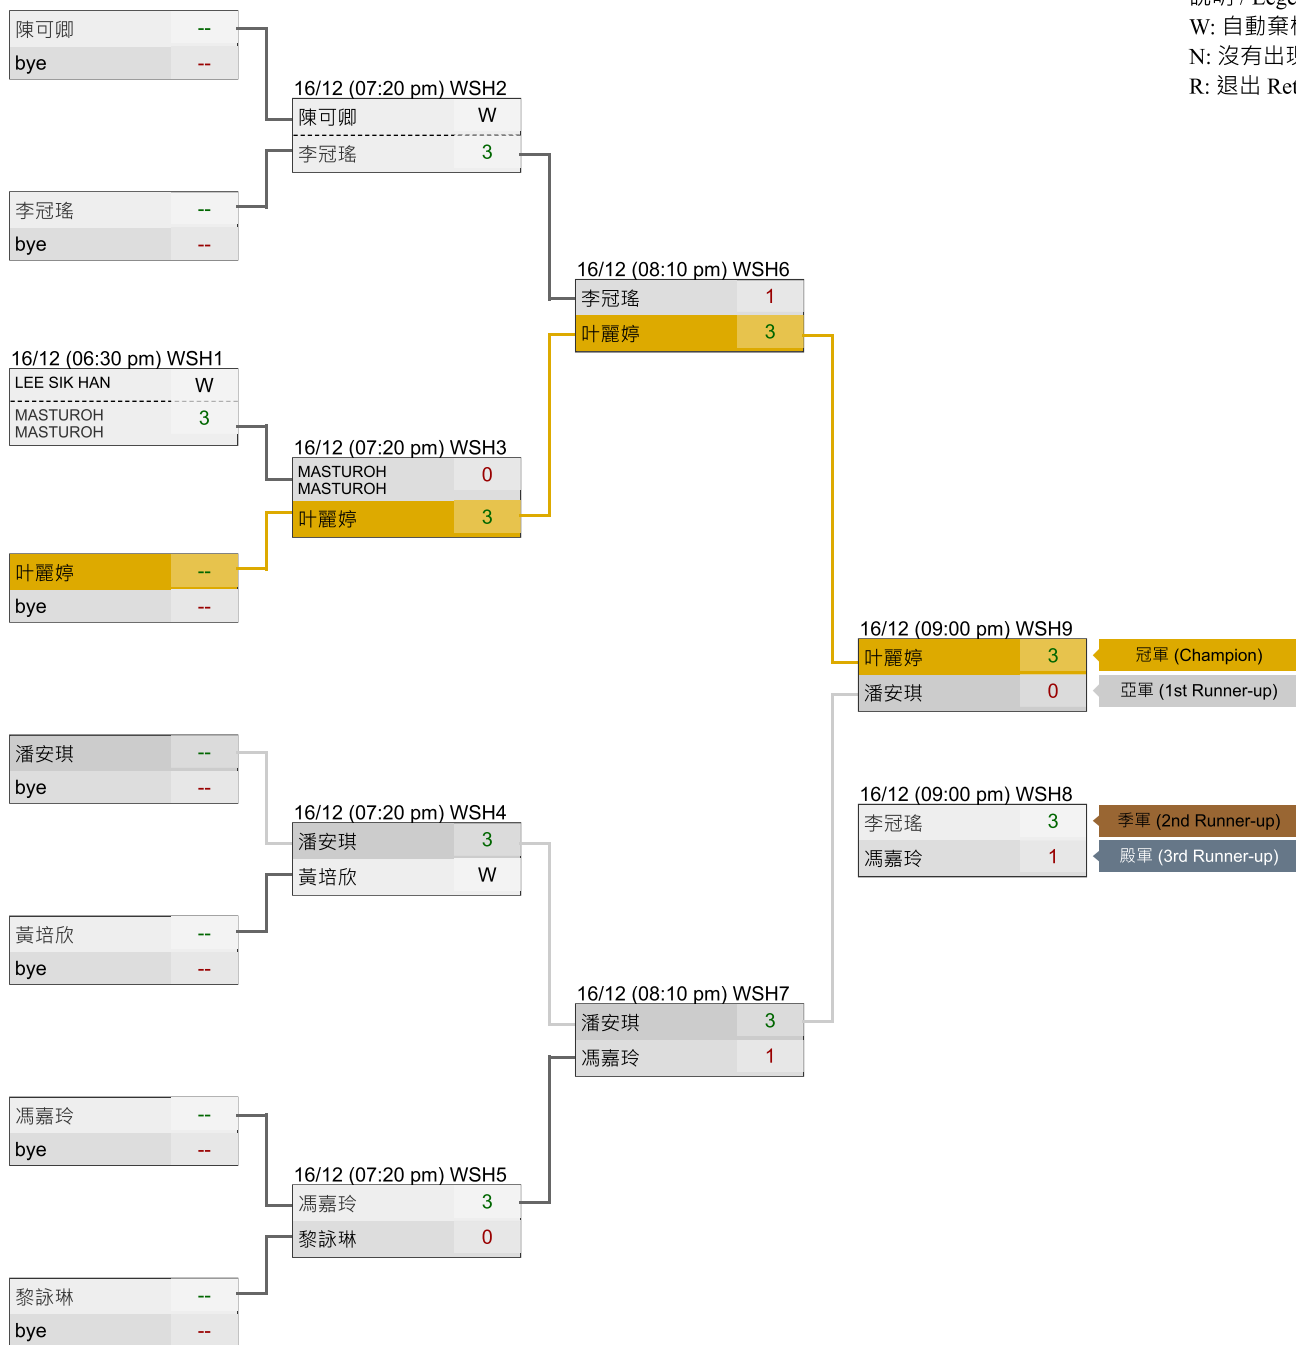 說明 / Lege
W: 自動棄權
N: 沒有出現
R: 退出 Ret
陳可卿 --
bye --
16/12 (07:20 pm) WSH2
陳可卿 W
李冠瑤 3
李冠瑤 --
bye --
16/12 (08:10 pm) WSH6
李冠瑤 1
叶麗婷 3
16/12 (06:30 pm) WSH1
LEE SIK HAN W
MASTUROH
MASTUROH 3
16/12 (07:20 pm) WSH3
MASTUROH
MASTUROH 0
叶麗婷 3
叶麗婷 --
bye --
16/12 (09:00 pm) WSH9
叶麗婷 3 冠軍 (Champion)
潘安琪 0 亞軍 (1st Runner-up)
潘安琪 --
bye --
16/12 (07:20 pm) WSH4
潘安琪 3
黃培欣 W
16/12 (09:00 pm) WSH8
李冠瑤 3 季軍 (2nd Runner-up)
馮嘉玲 1 殿軍 (3rd Runner-up)
黃培欣 --
bye --
16/12 (08:10 pm) WSH7
潘安琪 3
馮嘉玲 1
馮嘉玲 --
bye --
16/12 (07:20 pm) WSH5
馮嘉玲 3
黎詠琳 0
黎詠琳 --
bye --